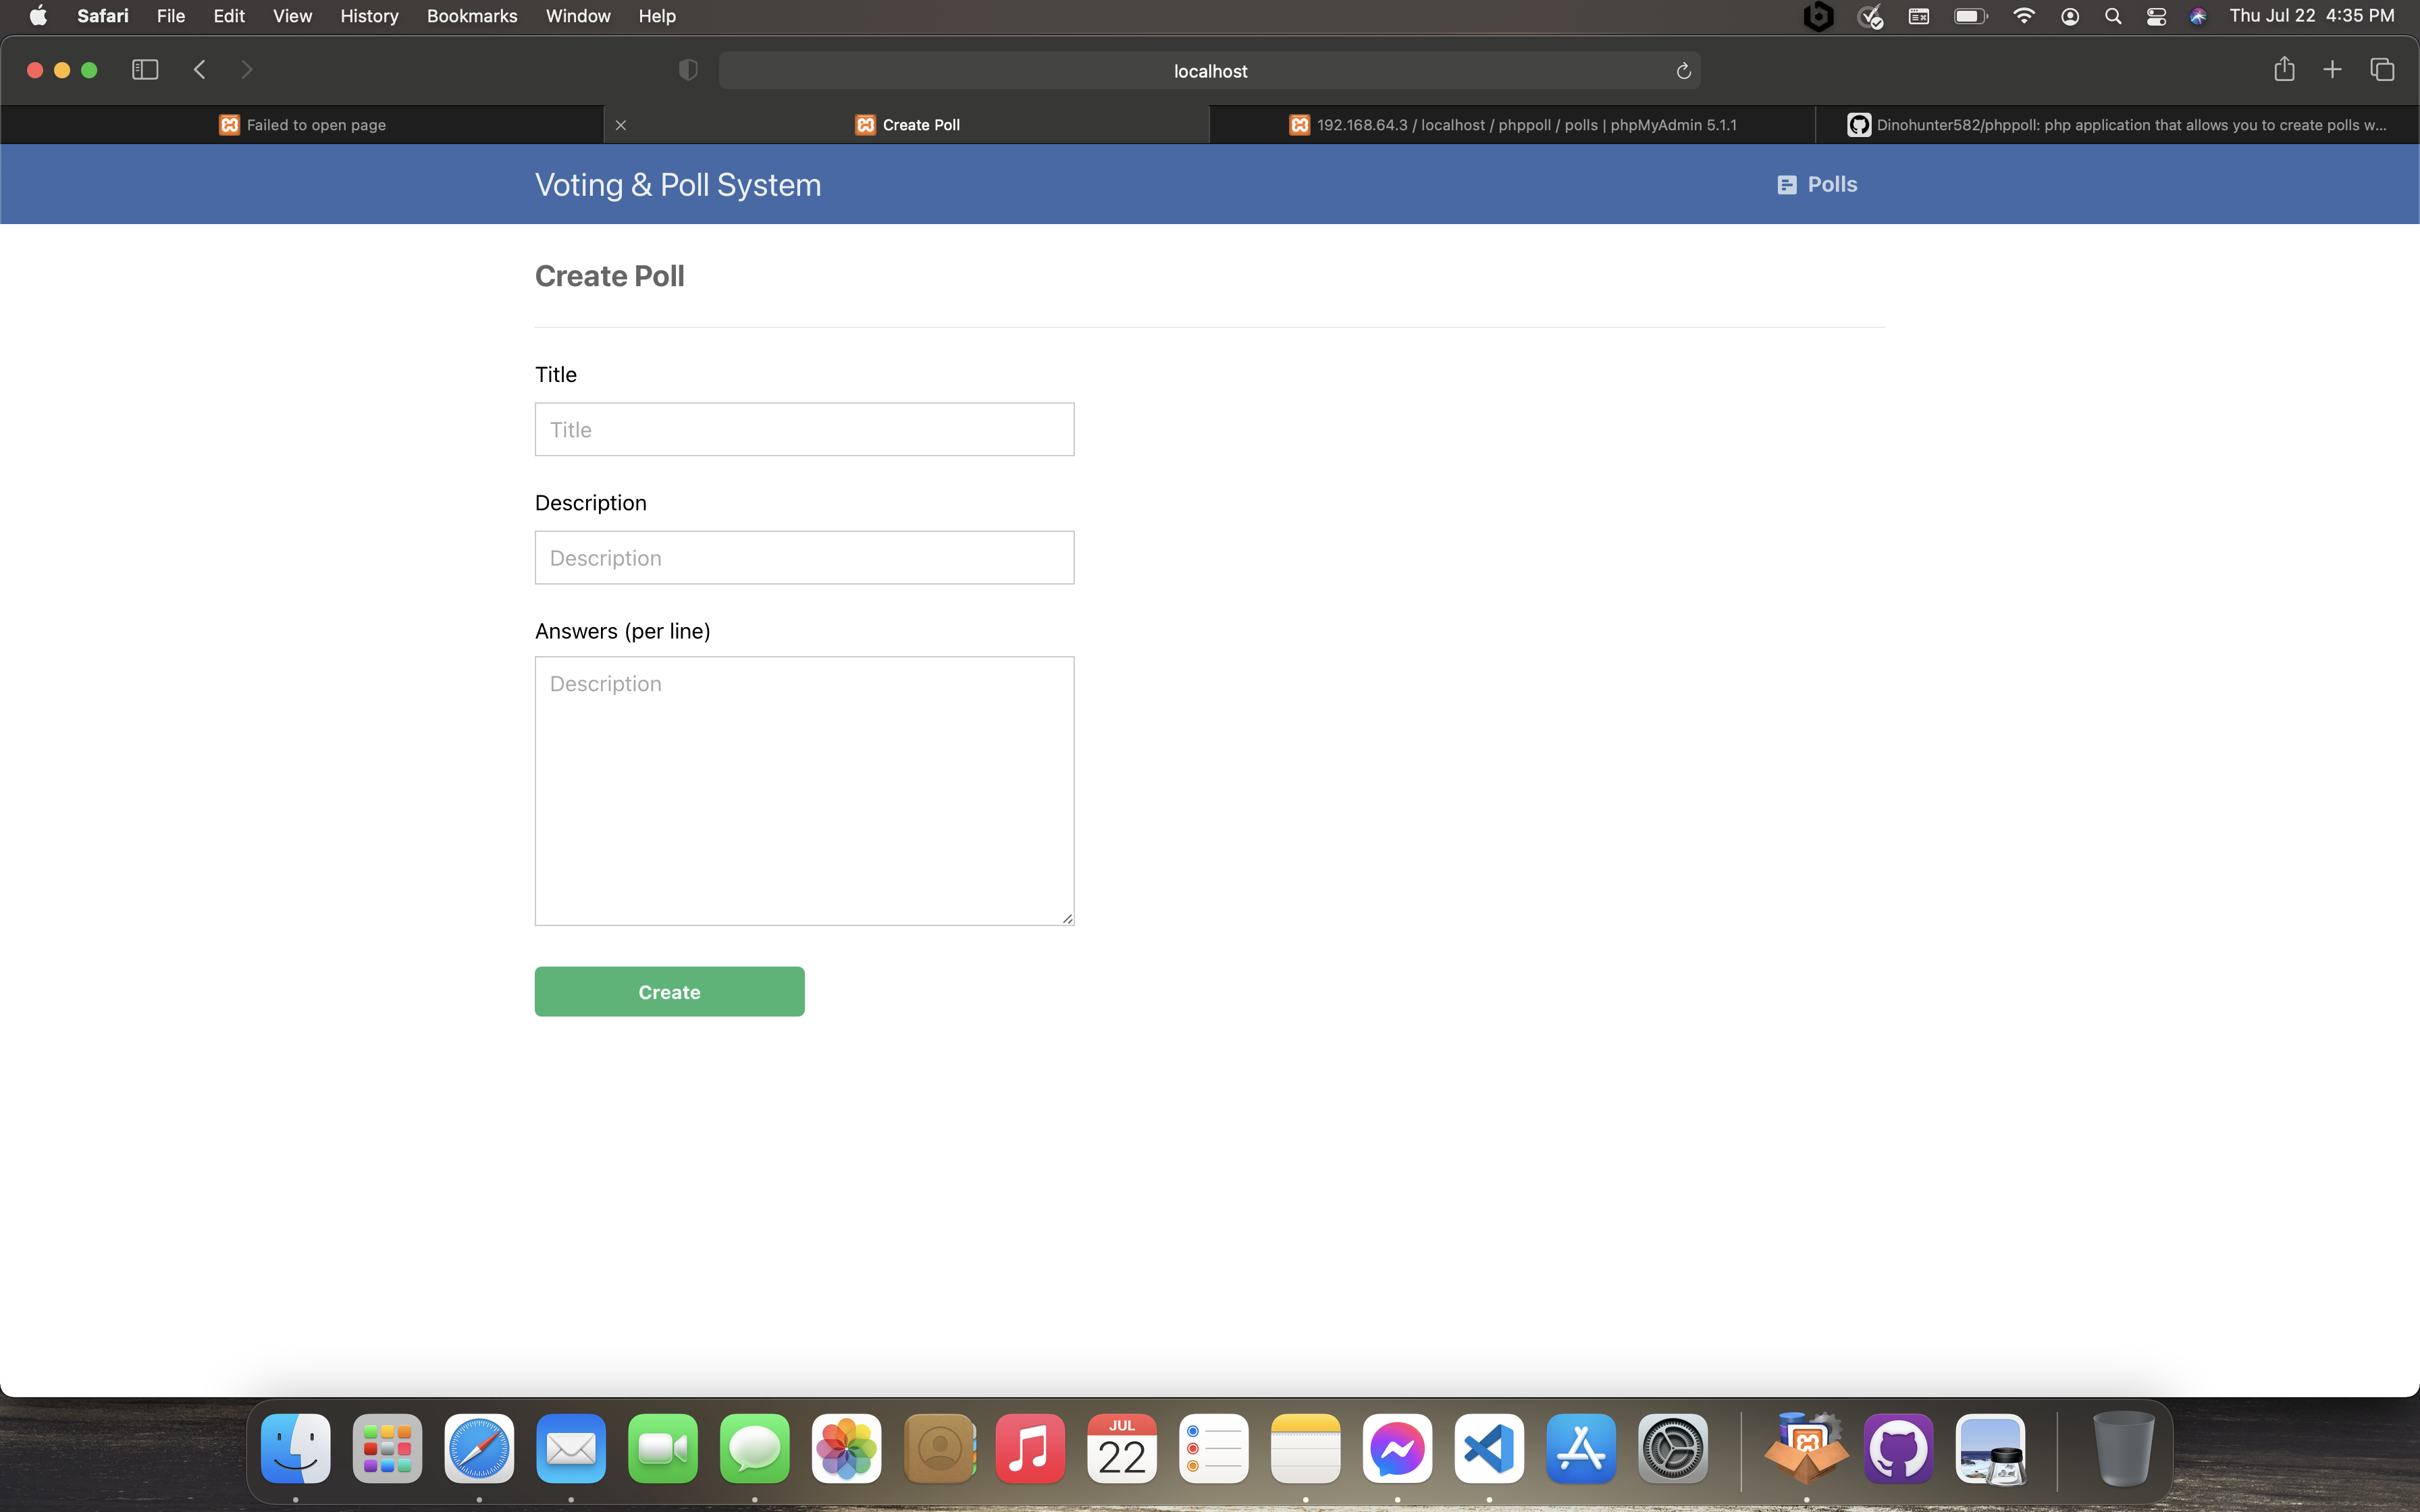 Safari File Edit View History Bookmarks Window Help Thu Jul 22 4:35 PM
localhost
Failed to open page Create Poll 192.168.64.3 / localhost / phppoll / polls | phpMyAdmin 5.1.1 Dinohunter582/phppoll: php application that allows you to create polls w...
Voting & Poll System Polls
Create Poll
Title
Title
Description
Description
Answers (per line)
Description
Create
JUL
22